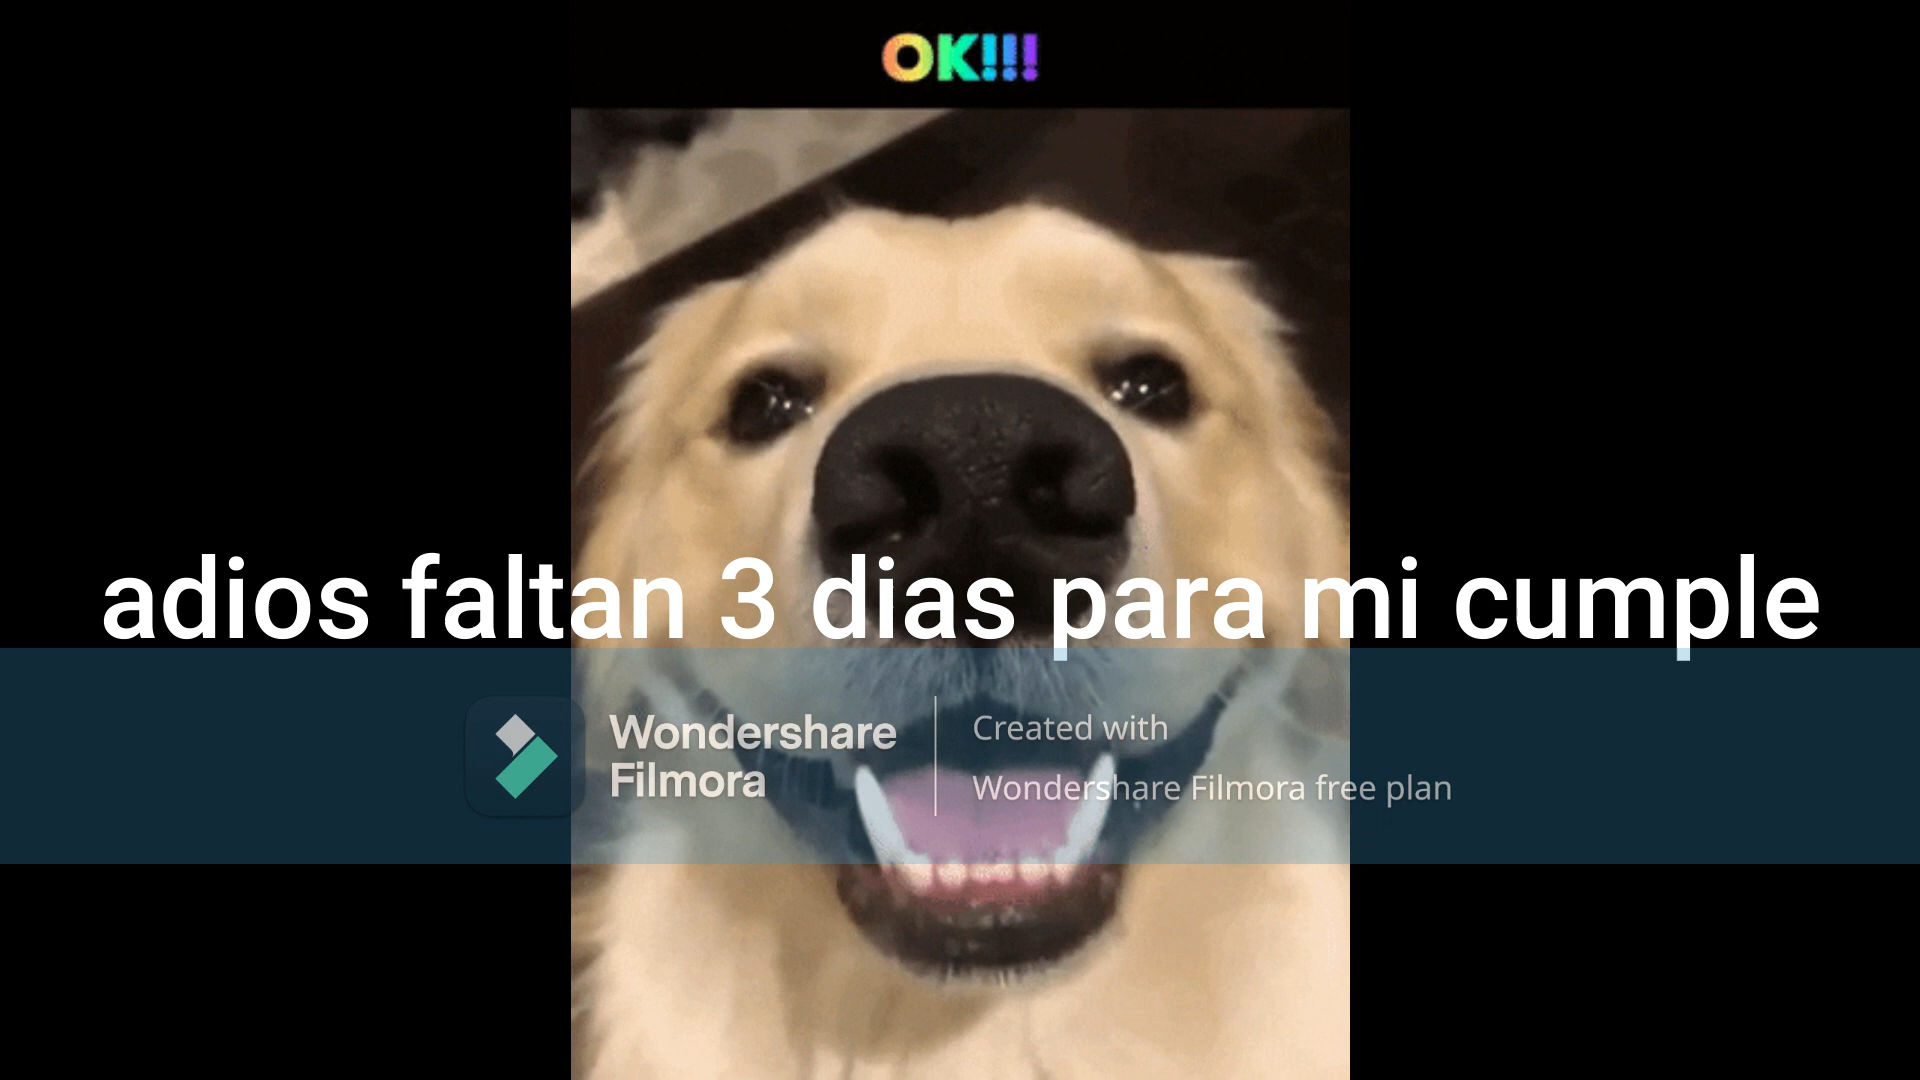 OK!!!
adios faltan 3 dias para mi cumple
Wondershare
Filmora
Created with
Wondershare Filmora free plan